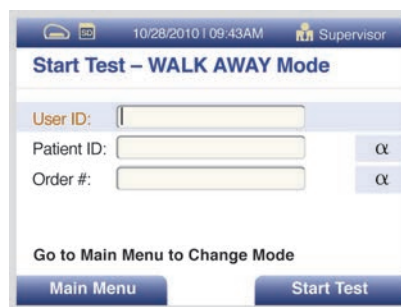 SD 10/28/2010 | 09:43AM Supervisor
Start Test – WALK AWAY Mode
User ID:
Patient ID: α
Order #: α
Go to Main Menu to Change Mode
Main Menu Start Test